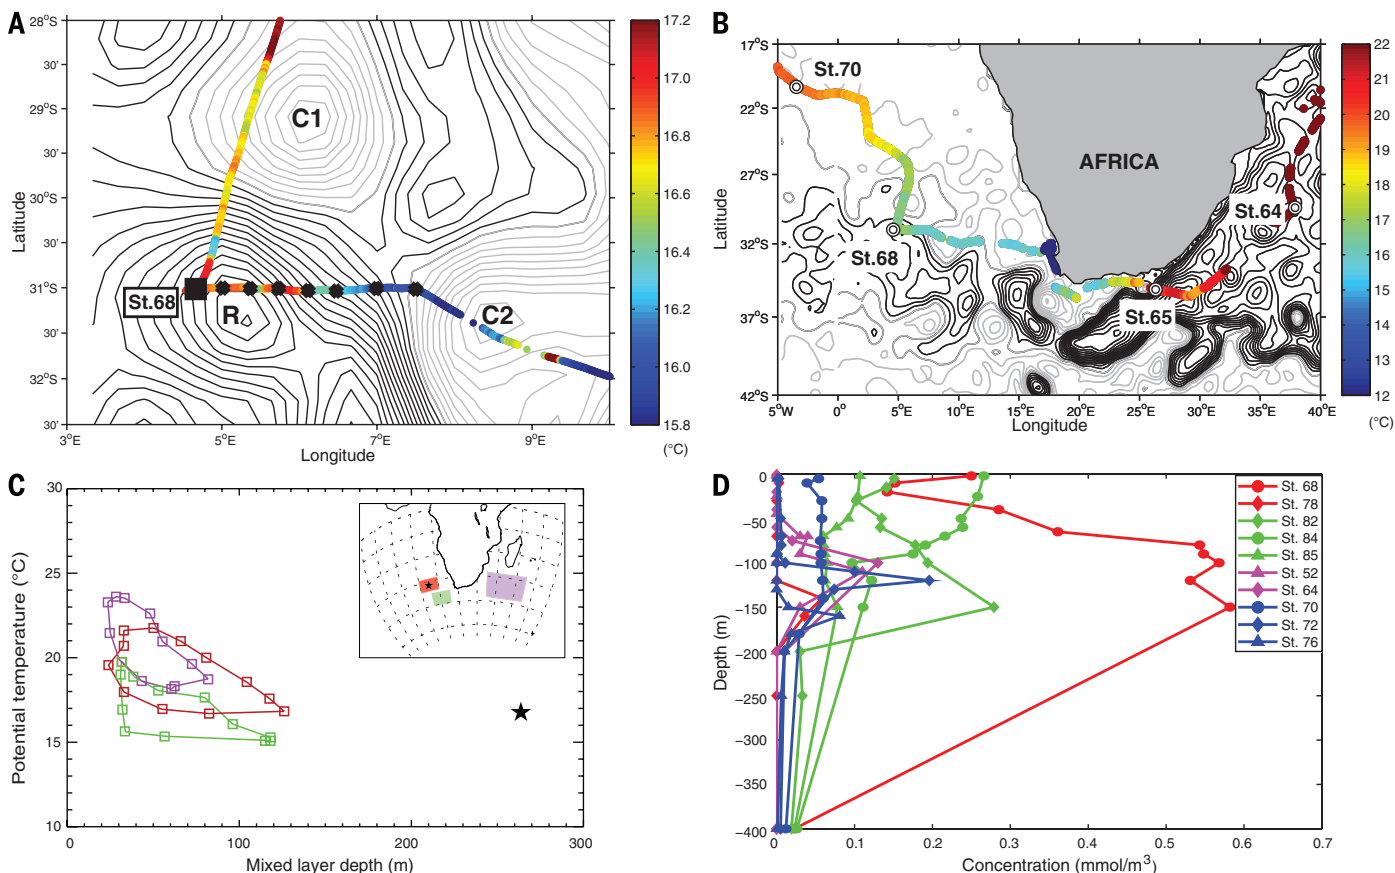 A
28°S
30'
29°S
30'
30°S
30'
31°S
30'
32°S
30'
3°E
5°E
7°E
9°E
Latitude
Longitude
C1
C2
R
St.68
17.2
17.0
16.8
16.6
16.4
16.2
16.0
15.8
(°C)
B
17°S
22°S
27°S
32°S
37°S
42°S
5°W
0°
5°E
10°E
15°E
20°E
25°E
30°E
35°E
40°E
Latitude
Longitude
St.70
AFRICA
St.64
St.68
St.65
22
21
20
19
18
17
16
15
14
13
12
(°C)
C
30
25
20
15
10
0
100
200
300
Potential temperature (°C)
Mixed layer depth (m)
D
0
−50
−100
−150
−200
−250
−300
−350
−400
0
0.1
0.2
0.3
0.4
0.5
0.6
0.7
Depth (m)
Concentration (mmol/m³)
St. 68
St. 78
St. 82
St. 84
St. 85
St. 52
St. 64
St. 70
St. 72
St. 76